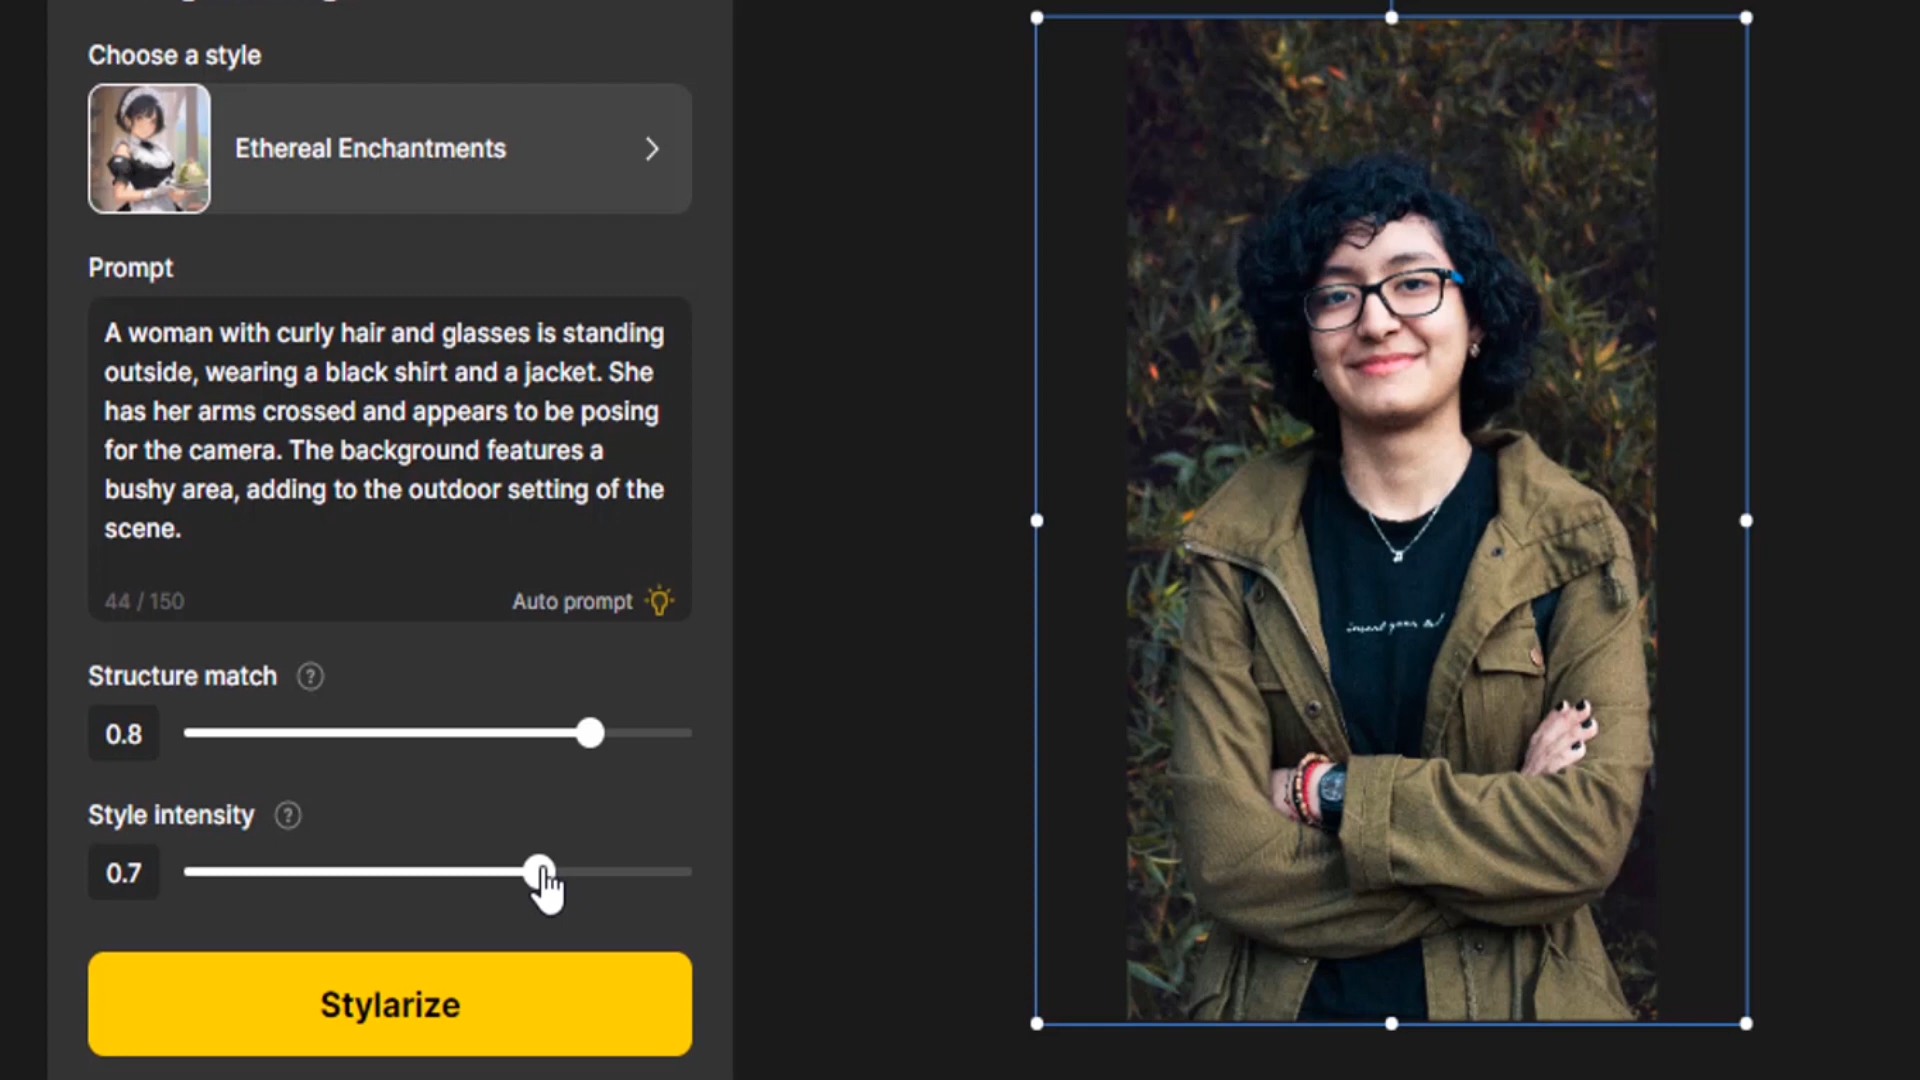 Choose a style
Ethereal Enchantments
Prompt
A woman with curly hair and glasses is standing
outside, wearing a black shirt and a jacket. She
has her arms crossed and appears to be posing
for the camera. The background features a
bushy area, adding to the outdoor setting of the
scene.
44 / 150 Auto prompt
Structure match ?
0.8
Style intensity ?
0.7
Stylarize
insert your